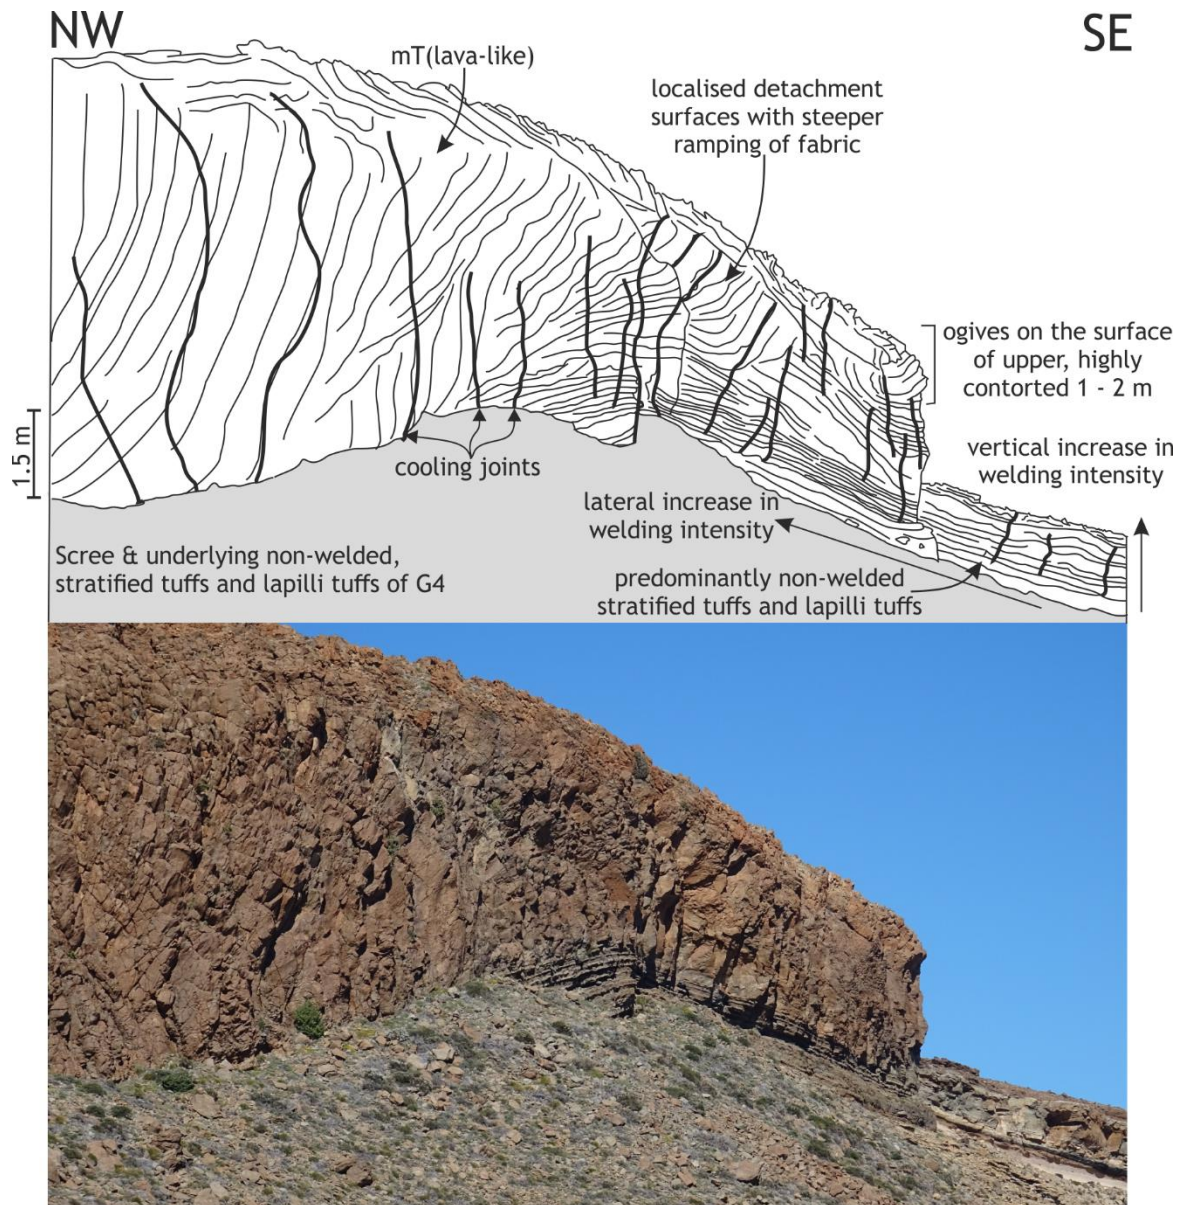 NW
SE
mT(lava-like)
localised detachment
surfaces with steeper
ramping of fabric
ogives on the surface
of upper, highly
contorted 1 - 2 m
1.5 m
cooling joints
vertical increase in
welding intensity
lateral increase in
welding intensity
Scree & underlying non-welded,
stratified tuffs and lapilli tuffs of G4
predominantly non-welded
stratified tuffs and lapilli tuffs